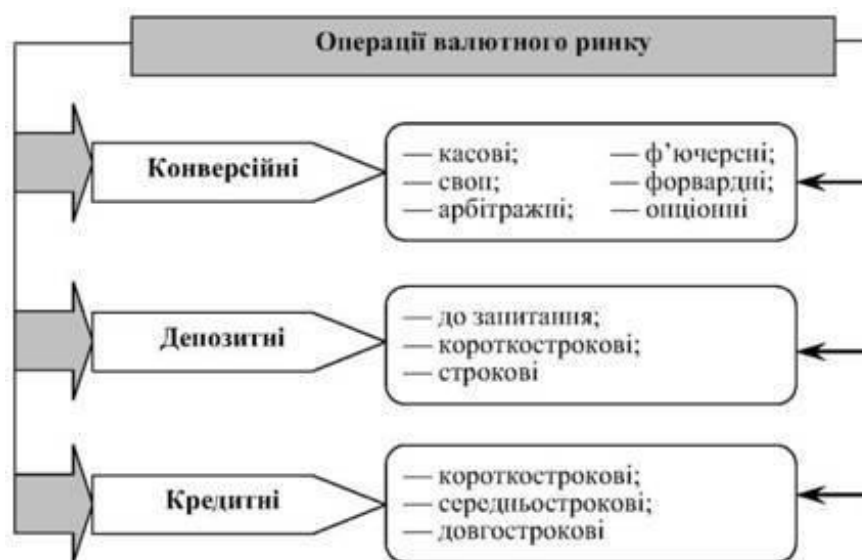 Операції валютного ринку
Конверсійні
— касові; — ф’ючерсні;
— своп; — форвардні;
— арбітражні; — опціонні
Депозитні
— до запитання;
— короткострокові;
— строкові
Кредитні
— короткострокові;
— середньострокові;
— довгострокові